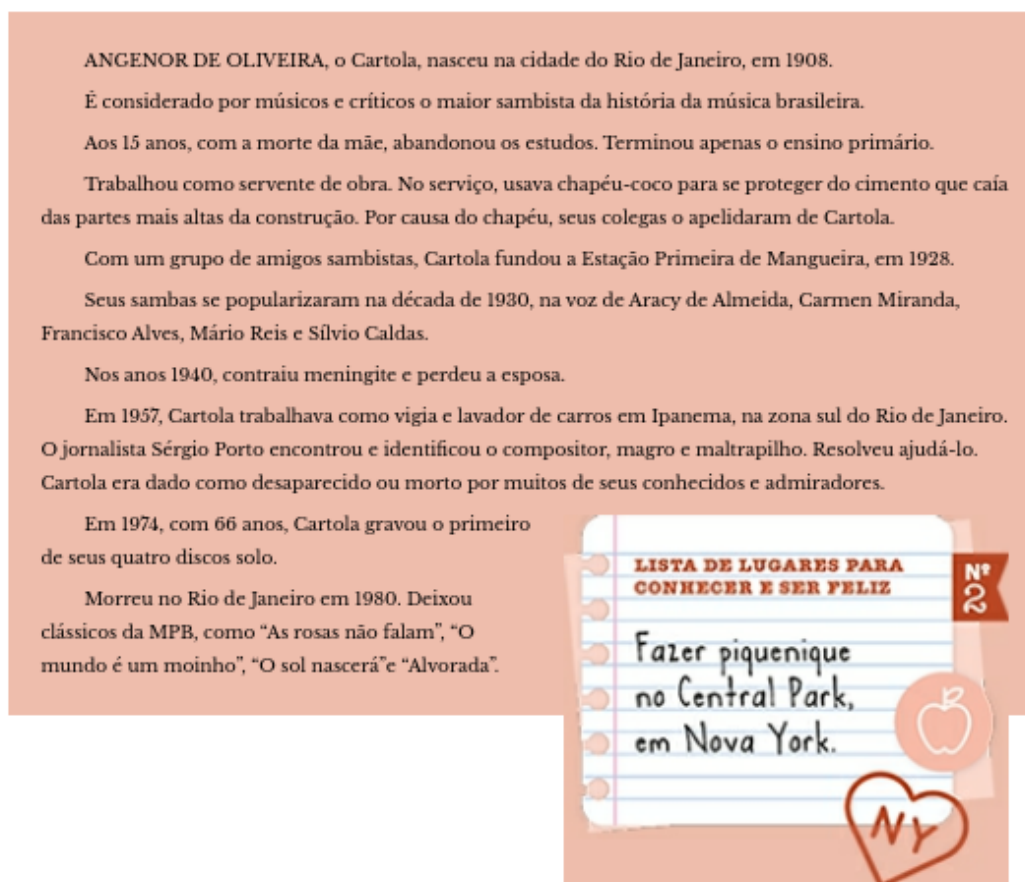 ANGENOR DE OLIVEIRA, o Cartola, nasceu na cidade do Rio de Janeiro, em 1908.
É considerado por músicos e críticos o maior sambista da história da música brasileira.
Aos 15 anos, com a morte da mãe, abandonou os estudos. Terminou apenas o ensino primário.
Trabalhou como servente de obra. No serviço, usava chapéu-coco para se proteger do cimento que caía
das partes mais altas da construção. Por causa do chapéu, seus colegas o apelidaram de Cartola.
Com um grupo de amigos sambistas, Cartola fundou a Estação Primeira de Mangueira, em 1928.
Seus sambas se popularizaram na década de 1930, na voz de Aracy de Almeida, Carmen Miranda,
Francisco Alves, Mário Reis e Sílvio Caldas.
Nos anos 1940, contraiu meningite e perdeu a esposa.
Em 1957, Cartola trabalhava como vigia e lavador de carros em Ipanema, na zona sul do Rio de Janeiro.
O jornalista Sérgio Porto encontrou e identificou o compositor, magro e maltrapilho. Resolveu ajudá-lo.
Cartola era dado como desaparecido ou morto por muitos de seus conhecidos e admiradores.
Em 1974, com 66 anos, Cartola gravou o primeiro
de seus quatro discos solo.
Morreu no Rio de Janeiro em 1980. Deixou
clássicos da MPB, como “As rosas não falam”, “O
mundo é um moinho”, “O sol nascerá”e “Alvorada”.
LISTA DE LUGARES PARA
CONHECER E SER FELIZ
Nº
2
Fazer piquenique
no Central Park,
em Nova York.
NY